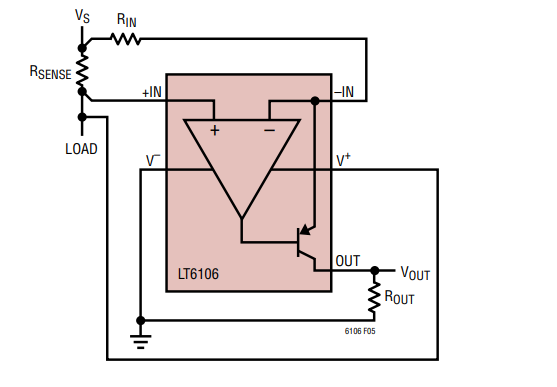 VS
RIN
RSENSE
+IN
–IN
+ –
LOAD
V–
V+
OUT
VOUT
LT6106
ROUT
6106 F05